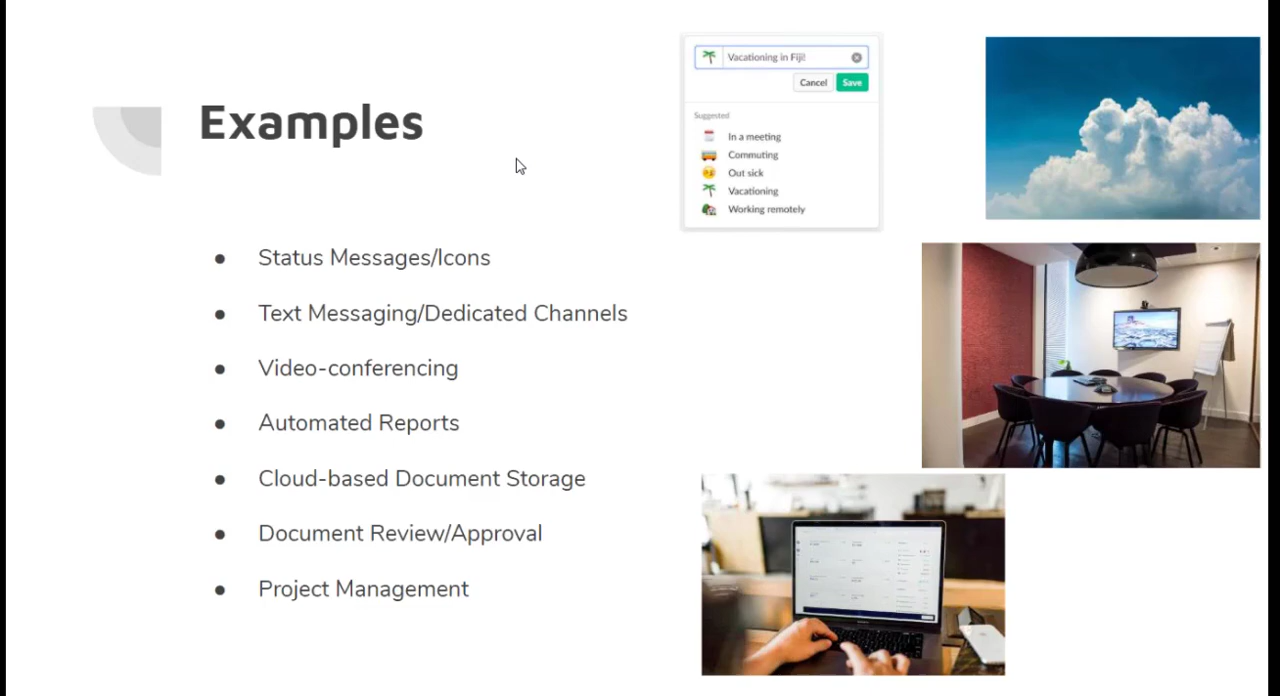 Examples
Status Messages/Icons
Text Messaging/Dedicated Channels
Video-conferencing
Automated Reports
Cloud-based Document Storage
Document Review/Approval
Project Management
Vacationing in Fiji!
Cancel Save
Suggested
In a meeting
Commuting
Out sick
Vacationing
Working remotely